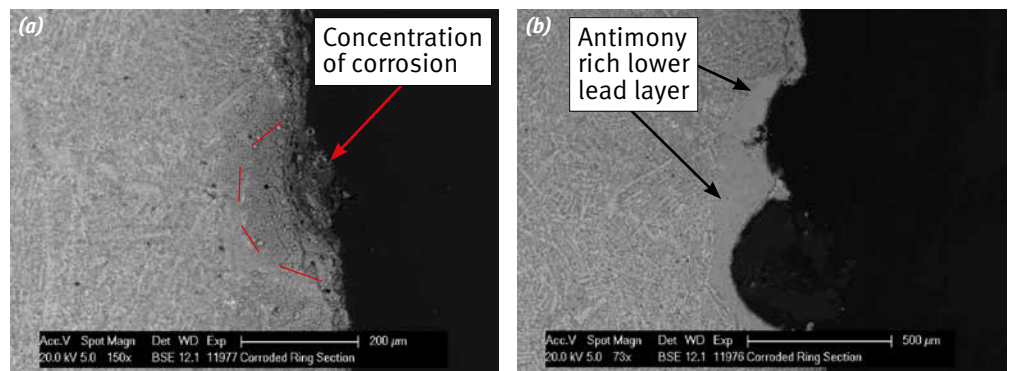 (a)
Concentration
of corrosion
Acc.V Spot Magn Det WD Exp 200 μm
20.0 kV 5.0 150x BSE 12.1 11977 Corroded Ring Section
(b)
Antimony
rich lower
lead layer
Acc.V Spot Magn Det WD Exp 500 μm
20.0 kV 5.0 73x BSE 12.1 11976 Corroded Ring Section